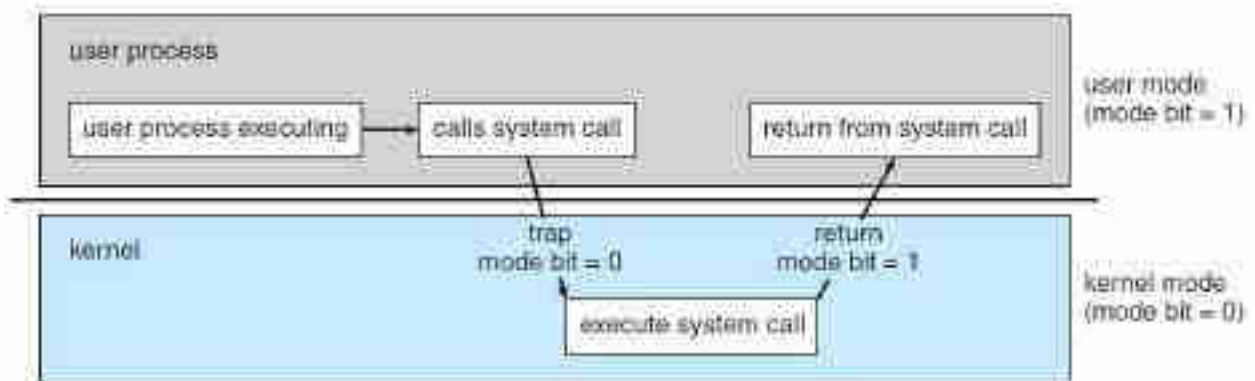 user process
user process executing
calls system call
return from system call
user mode
(mode bit = 1)
kernel
trap
mode bit = 0
return
mode bit = 1
execute system call
kernel mode
(mode bit = 0)